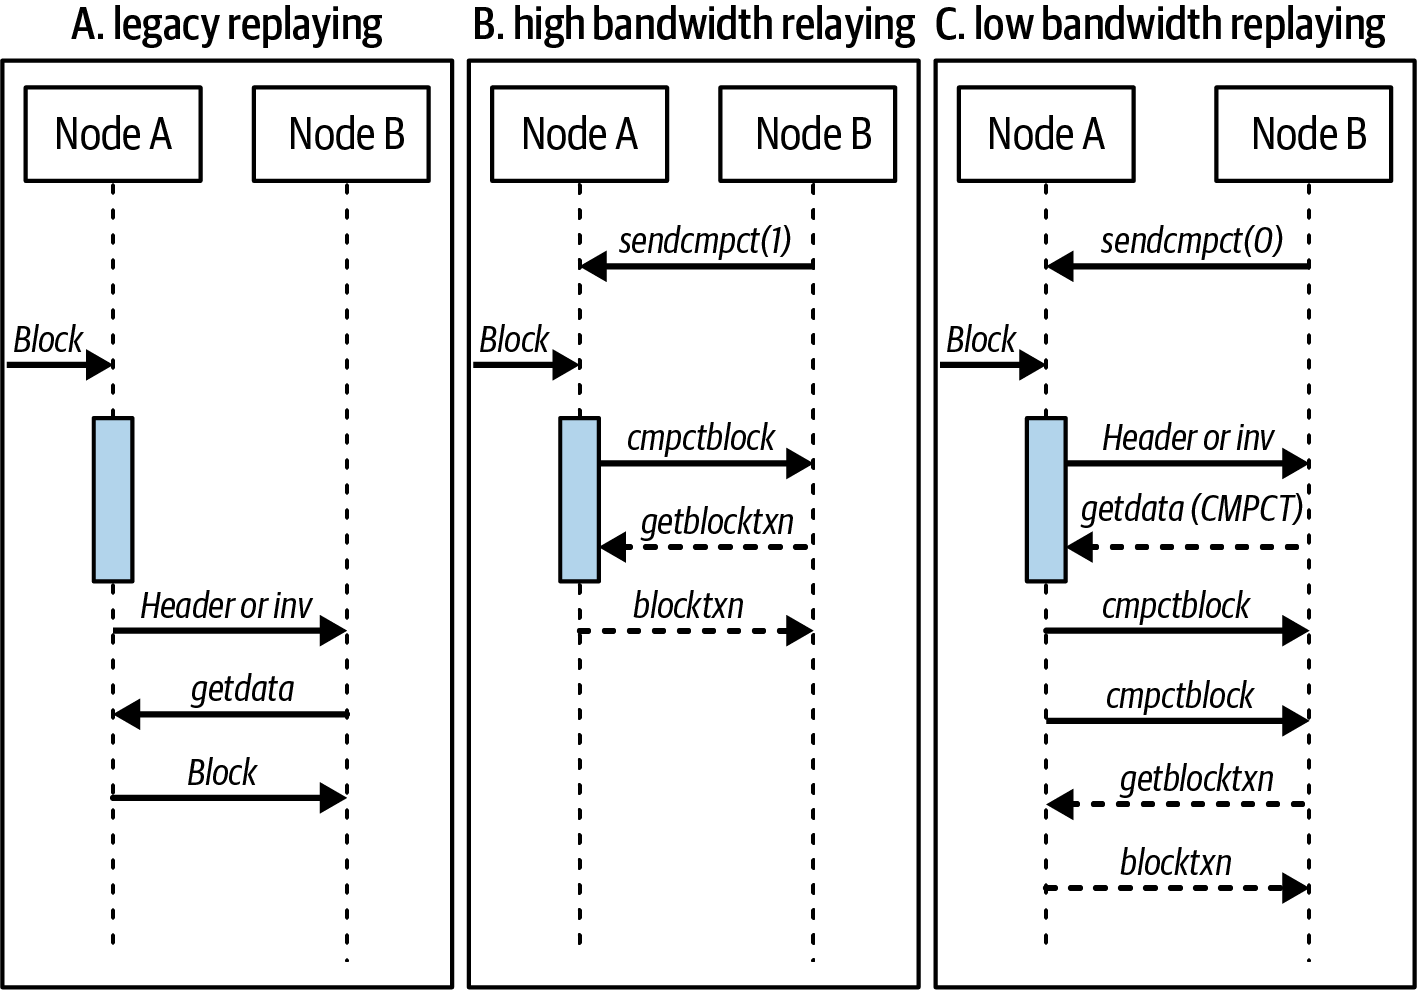 A. legacy replaying
Node A
Node B
Block
Header or inv
getdata
Block
B. high bandwidth relaying
Node A
Node B
sendcmpct(1)
Block
cmpctblock
getblocktxn
blocktxn
C. low bandwidth replaying
Node A
Node B
sendcmpct(0)
Block
Header or inv
getdata (CMPCT)
cmpctblock
cmpctblock
getblocktxn
blocktxn